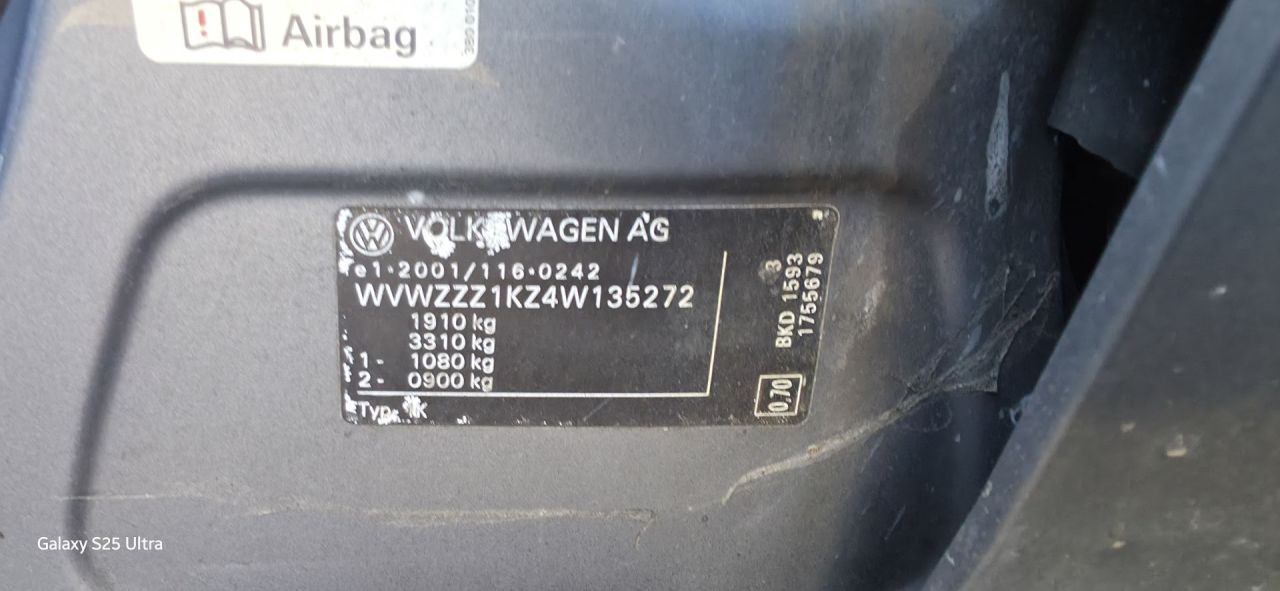 Airbag
VOLKSWAGEN AG
e1*2001/116*0242
WVWZZZ1KZ4W135272
1910 kg
3310 kg
1- 1080 kg
2- 0900 kg
Typ: 1K
3
BKD 1593
1755679
0,70
Galaxy S25 Ultra